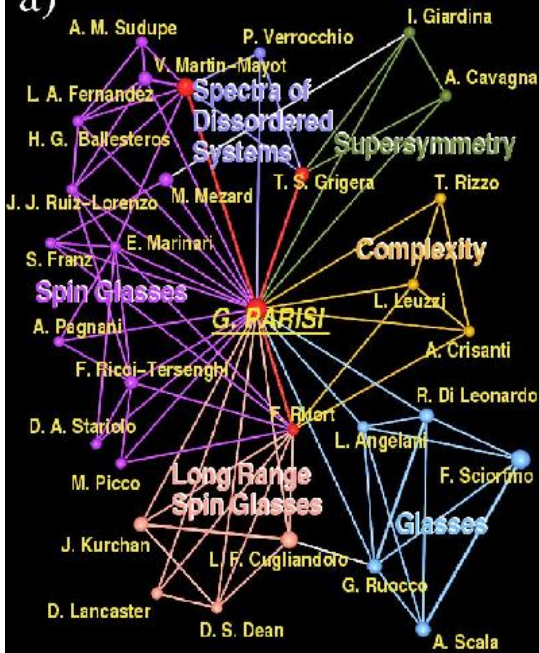 a)
A. M. Sudupe
P. Verrocchio
I. Giardina
V. Martin-Mayot
A. Cavagna
L. A. Fernandez
Spectra of
Dissordered
Systems
H. G. Ballesteros
Supersymmetry
M. Mezard
T. S. Grigera
T. Rizzo
J. J. Ruiz-Lorenzo
E. Marinari
Complexity
S. Franz
Spin Glasses
L. Leuzzi
G. PARISI
A. Pagnani
A. Crisanti
F. Ricci-Tersenghi
R. Di Leonardo
F. Ritort
D. A. Stariolo
L. Angelani
M. Picco
Long Range
Spin Glasses
F. Sciortino
Glasses
J. Kurchan
L. F. Cugliandolo
G. Ruocco
D. Lancaster
D. S. Dean
A. Scala